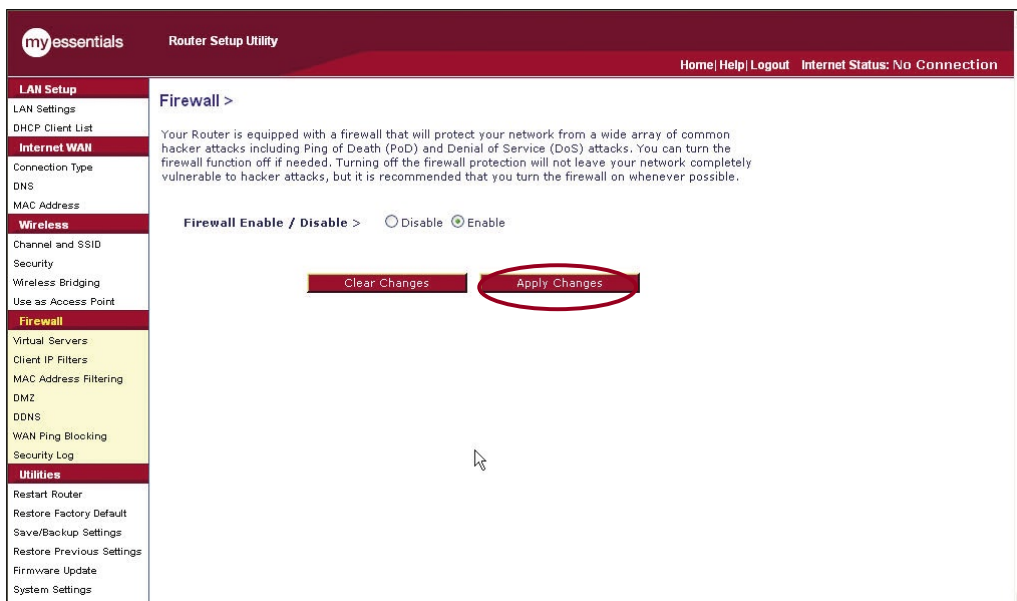 myessentials
Router Setup Utility
Home| Help| Logout Internet Status: No Connection
LAN Setup
LAN Settings
DHCP Client List
Internet WAN
Connection Type
DNS
MAC Address
Wireless
Channel and SSID
Security
Wireless Bridging
Use as Access Point
Firewall
Virtual Servers
Client IP Filters
MAC Address Filtering
DMZ
DDNS
WAN Ping Blocking
Security Log
Utilities
Restart Router
Restore Factory Default
Save/Backup Settings
Restore Previous Settings
Firmware Update
System Settings
Firewall >
Your Router is equipped with a firewall that will protect your network from a wide array of common
hacker attacks including Ping of Death (PoD) and Denial of Service (DoS) attacks. You can turn the
firewall function off if needed. Turning off the firewall protection will not leave your network completely
vulnerable to hacker attacks, but it is recommended that you turn the firewall on whenever possible.
Firewall Enable / Disable > Disable Enable
Clear Changes Apply Changes